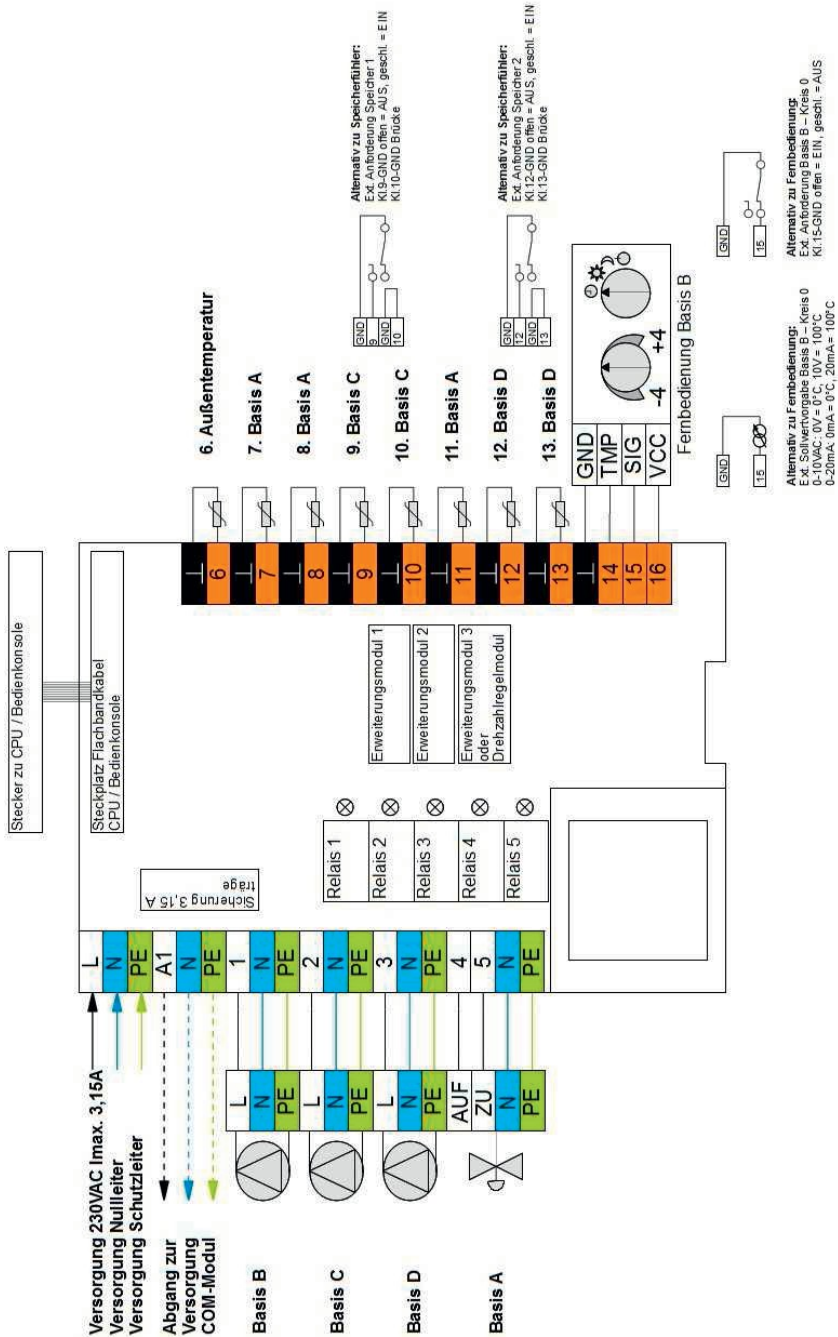 Stecker zu CPU / Bedienkonsole
Steckplatz Flachbandkabel
CPU / Bedienkonsole
Versorgung 230VAC Imax. 3,15A
Versorgung Nullleiter
Versorgung Schutzleiter
Abgang zur
Versorgung
COM-Modul
Basis B
Basis C
Basis D
Basis A
L
N
PE
L
N
PE
L
N
PE
AUF
ZU
N
PE
L
N
PE
A1
N
PE
1
N
PE
2
N
PE
3
N
PE
4
5
N
PE
Sicherung 3,15 A
träge
Relais 1
Relais 2
Relais 3
Relais 4
Relais 5
Erweiterungsmodul 1
Erweiterungsmodul 2
Erweiterungsmodul 3
oder
Drehzahlregelmodul
6
7
8
9
10
11
12
13
14
15
16
6. Außentemperatur
7. Basis A
8. Basis A
9. Basis C
10. Basis C
11. Basis A
12. Basis D
13. Basis D
GND
TMP
SIG
VCC
-4
+4
Fernbedienung Basis B
GND
9
GND
10
Alternativ zu Speicherfühler:
Ext. Anforderung Speicher 1
Kl.9-GND offen = AUS, geschl. = EIN
Kl.10-GND Brücke
GND
12
GND
13
Alternativ zu Speicherfühler:
Ext. Anforderung Speicher 2
Kl.12-GND offen = AUS, geschl. = EIN
Kl.13-GND Brücke
GND
15
Alternativ zu Fernbedienung:
Ext. Sollwertvorgabe Basis B – Kreis 0
0-10VAC: 0V = 0°C, 10V = 100°C
0-20mA: 0mA = 0°C, 20mA = 100°C
GND
15
Alternativ zu Fernbedienung:
Ext. Anforderung Basis B – Kreis 0
Kl.15-GND offen = EIN, geschl. = AUS